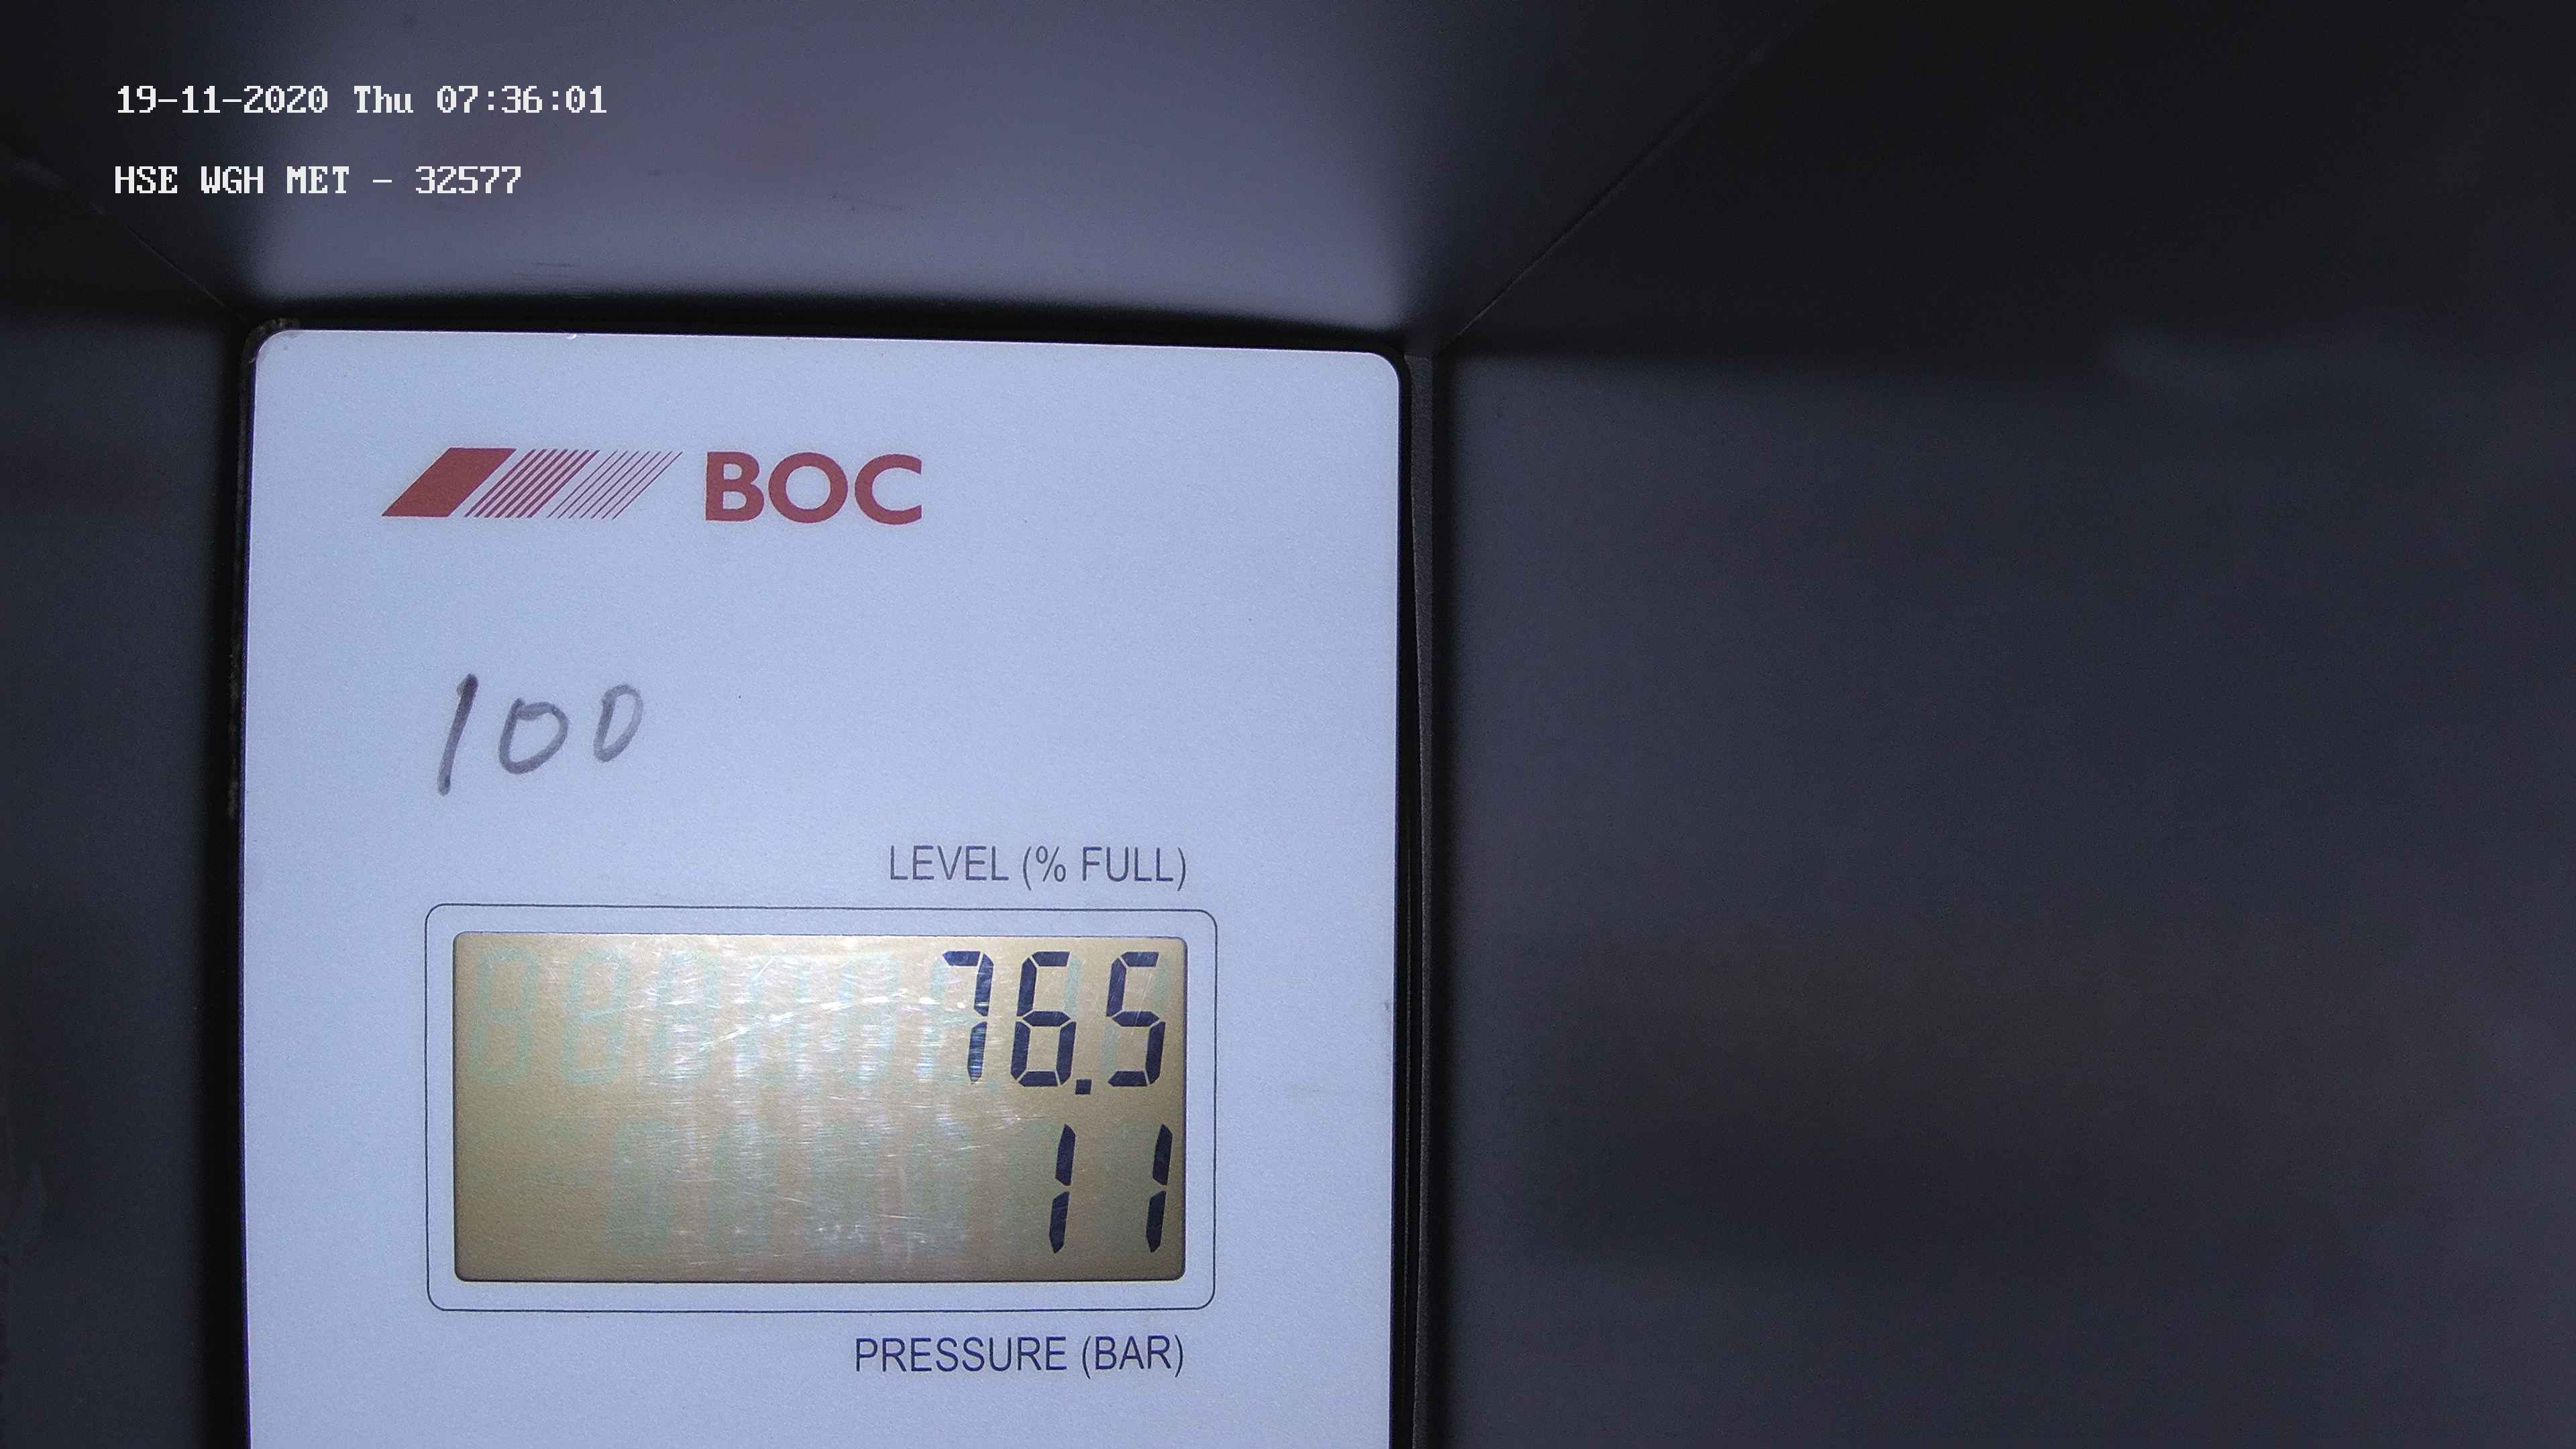 19-11-2020 Thu 07:36:01
HSE WGH MET - 32577
BOC
100
LEVEL (% FULL)
76.5
11
PRESSURE (BAR)